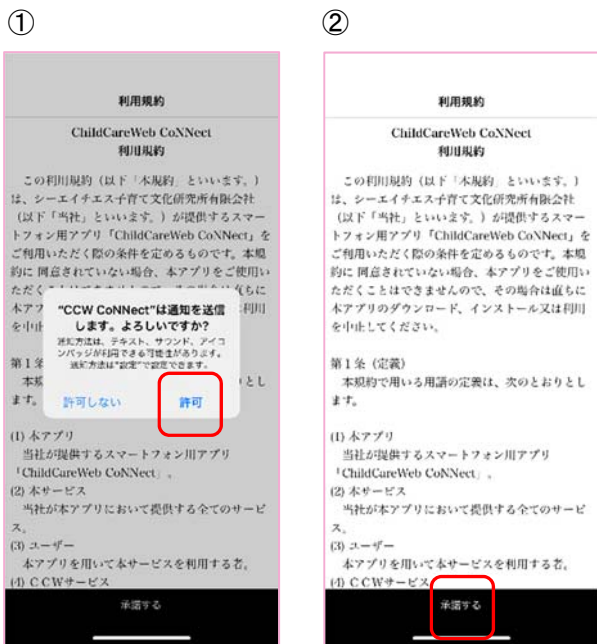 ①
利用規約
ChildCareWeb CoNNect
利用規約
この利用規約（以下「本規約」といいます。）
は、シーエイチエス子育て文化研究所有限会社
（以下「当社」といいます。）が提供するスマー
トフォン用アプリ「ChildCareWeb CoNNect」を
ご利用いただく際の条件を定めるものです。本規
約に 同意されていない場合、本アプリをご使用い
ただく
本アプ
利用
を中止
"CCW CoNNect"は通知を送信
します。よろしいですか?
通知方法は、テキスト、サウンド、アイコ
ンバッジが利用できる可能性があります。
通知方法は"設定"で設定できます。
許可しない
許可
第1条
本規
とし
ます。
(1) 本アプリ
当社が提供するスマートフォン用アプリ
「ChildCareWeb CoNNect」。
(2) 本サービス
当社が本アプリにおいて提供する全てのサービ
ス。
(3) ユーザー
本アプリを用いて本サービスを利用する者。
(4) ＣＣＷサービス
承諾する
②
利用規約
ChildCareWeb CoNNect
利用規約
この利用規約（以下「本規約」といいます。）
は、シーエイチエス子育て文化研究所有限会社
（以下「当社」といいます。）が提供するスマー
トフォン用アプリ「ChildCareWeb CoNNect」を
ご利用いただく際の条件を定めるものです。本規
約に 同意されていない場合、本アプリをご使用い
ただくことはできませんので、その場合は直ちに
本アプリのダウンロード、インストール又は利用
を中止してください。
第1条（定義）
本規約で用いる用語の定義は、次のとおりとし
ます。
(1) 本アプリ
当社が提供するスマートフォン用アプリ
「ChildCareWeb CoNNect」。
(2) 本サービス
当社が本アプリにおいて提供する全てのサービ
ス。
(3) ユーザー
本アプリを用いて本サービスを利用する者。
(4) ＣＣＷサービス
承諾する